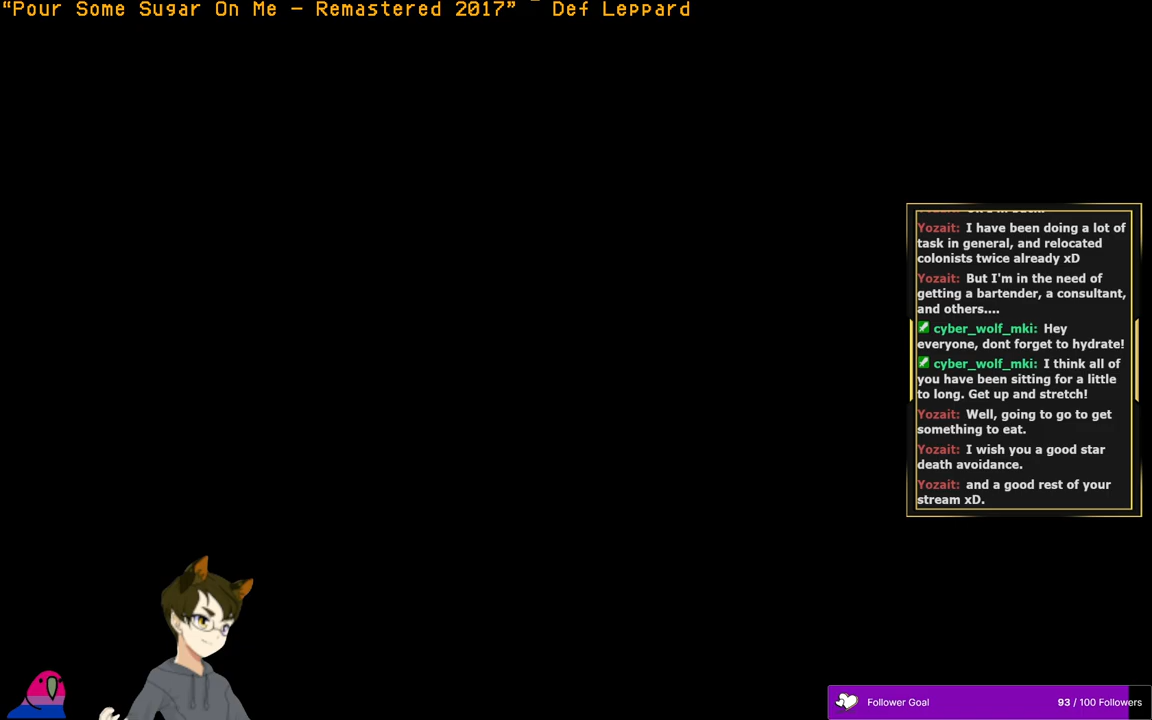 “Pour Some Sugar On Me – Remastered 2017” ~ Def Leppard
Yozait: I have been doing a lot of
task in general, and relocated
colonists twice already xD
Yozait: But I'm in the need of
getting a bartender, a consultant,
and others....
cyber_wolf_mki: Hey
everyone, dont forget to hydrate!
cyber_wolf_mki: I think all of
you have been sitting for a little
to long. Get up and stretch!
Yozait: Well, going to go to get
something to eat.
Yozait: I wish you a good star
death avoidance.
Yozait: and a good rest of your
stream xD.
Follower Goal
93 / 100 Followers